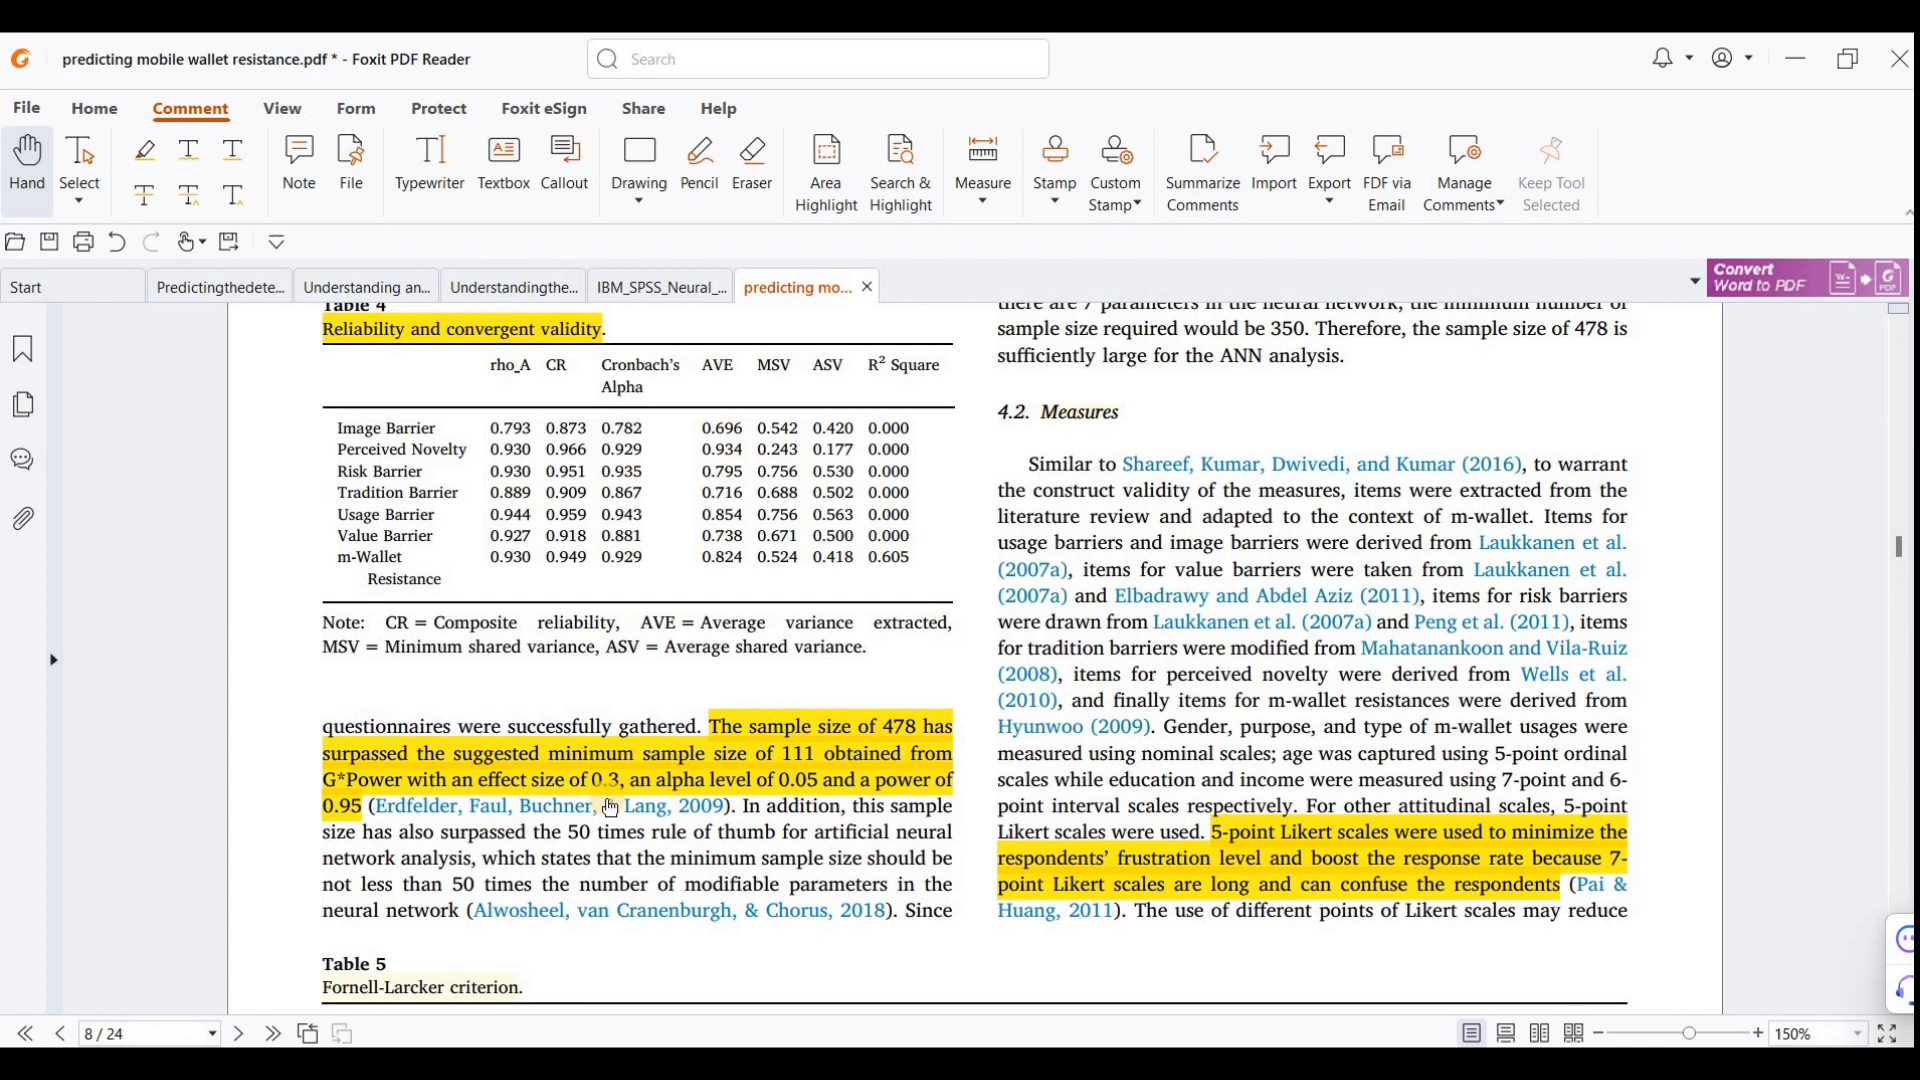 predicting mobile wallet resistance.pdf * - Foxit PDF Reader
Search
File Home Comment View Form Protect Foxit eSign Share Help
Hand Select Note File Typewriter Textbox Callout Drawing Pencil Eraser Area Highlight Search & Highlight Measure Stamp Custom Stamp Summarize Comments Import Export FDF via Email Manage Comments Keep Tool Selected
Start Predictingthedete... Understanding an... Understandingthe... IBM_SPSS_Neural_... predicting mo...
Convert
Word to PDF
Table 4
Reliability and convergent validity.
rho_A CR Cronbach's Alpha AVE MSV ASV R² Square
Image Barrier 0.793 0.873 0.782 0.696 0.542 0.420 0.000
Perceived Novelty 0.930 0.966 0.929 0.934 0.243 0.177 0.000
Risk Barrier 0.930 0.951 0.935 0.795 0.756 0.530 0.000
Tradition Barrier 0.889 0.909 0.867 0.716 0.688 0.502 0.000
Usage Barrier 0.944 0.959 0.943 0.854 0.756 0.563 0.000
Value Barrier 0.927 0.918 0.881 0.738 0.671 0.500 0.000
m-Wallet 0.930 0.949 0.929 0.824 0.524 0.418 0.605
Resistance
Note: CR = Composite reliability, AVE = Average variance extracted,
MSV = Minimum shared variance, ASV = Average shared variance.
questionnaires were successfully gathered. The sample size of 478 has
surpassed the suggested minimum sample size of 111 obtained from
G*Power with an effect size of 0.3, an alpha level of 0.05 and a power of
0.95 (Erdfelder, Faul, Buchner, Lang, 2009). In addition, this sample
size has also surpassed the 50 times rule of thumb for artificial neural
network analysis, which states that the minimum sample size should be
not less than 50 times the number of modifiable parameters in the
neural network (Alwosheel, van Cranenburgh, & Chorus, 2018). Since
Table 5
Fornell-Larcker criterion.
there are 7 parameters in the neural network, the minimum number of
sample size required would be 350. Therefore, the sample size of 478 is
sufficiently large for the ANN analysis.
4.2. Measures
Similar to Shareef, Kumar, Dwivedi, and Kumar (2016), to warrant
the construct validity of the measures, items were extracted from the
literature review and adapted to the context of m-wallet. Items for
usage barriers and image barriers were derived from Laukkanen et al.
(2007a), items for value barriers were taken from Laukkanen et al.
(2007a) and Elbadrawy and Abdel Aziz (2011), items for risk barriers
were drawn from Laukkanen et al. (2007a) and Peng et al. (2011), items
for tradition barriers were modified from Mahatanankoon and Vila-Ruiz
(2008), items for perceived novelty were derived from Wells et al.
(2010), and finally items for m-wallet resistances were derived from
Hyunwoo (2009). Gender, purpose, and type of m-wallet usages were
measured using nominal scales; age was captured using 5-point ordinal
scales while education and income were measured using 7-point and 6-
point interval scales respectively. For other attitudinal scales, 5-point
Likert scales were used. 5-point Likert scales were used to minimize the
respondents' frustration level and boost the response rate because 7-
point Likert scales are long and can confuse the respondents (Pai &
Huang, 2011). The use of different points of Likert scales may reduce
8 / 24
150%